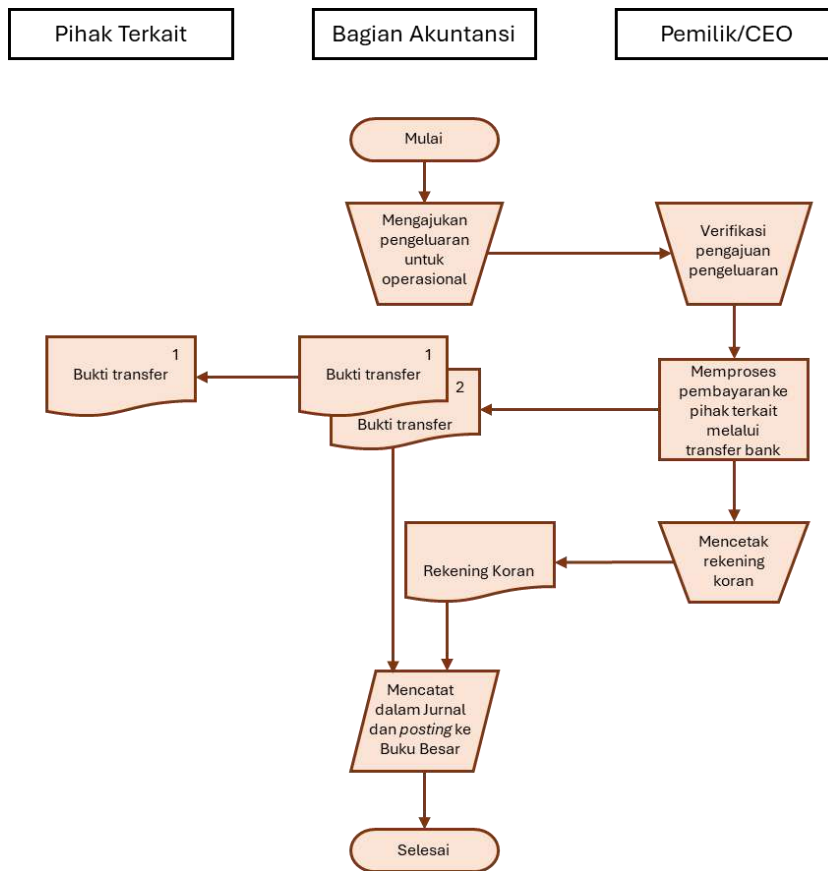 Pihak Terkait
Bagian Akuntansi
Pemilik/CEO
Mulai
Mengajukan
pengeluaran
untuk
operasional
Verifikasi
pengajuan
pengeluaran
1
Bukti transfer
1
Bukti transfer
2
Bukti transfer
Memproses
pembayaran ke
pihak terkait
melalui
transfer bank
Rekening Koran
Mencetak
rekening
koran
Mencatat
dalam Jurnal
dan posting ke
Buku Besar
Selesai